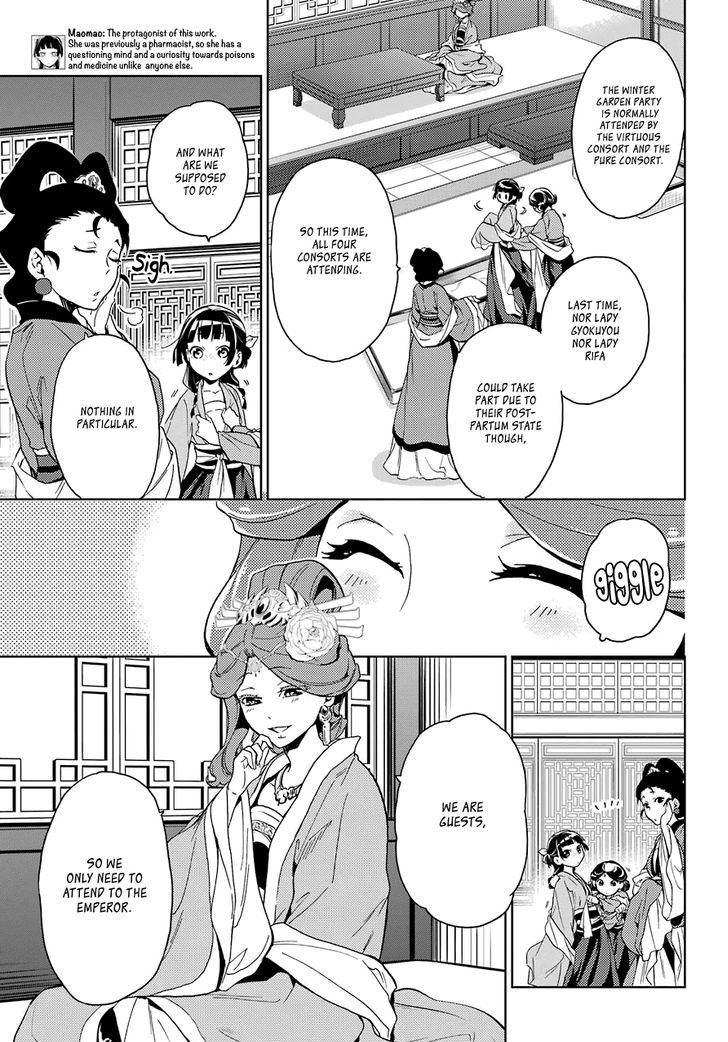 Maomao: The protagonist of this work.
She was previously a pharmacist, so she has a
questioning mind and a curiosity towards poisons
and medicine unlike anyone else.
THE WINTER
GARDEN PARTY
IS NORMALLY
ATTENDED BY
THE VIRTUOUS
CONSORT AND THE
PURE CONSORT.
LAST TIME,
NOR LADY
GYOKUYOU
NOR LADY
RIFA
COULD TAKE
PART DUE TO
THEIR POST-
PARTUM STATE
THOUGH,
SO THIS TIME,
ALL FOUR
CONSORTS ARE
ATTENDING.
AND WHAT
ARE WE
SUPPOSED
TO DO?
Sigh.
NOTHING IN
PARTICULAR.
giggle
WE ARE
GUESTS,
SO WE
ONLY NEED TO
ATTEND TO THE
EMPEROR.